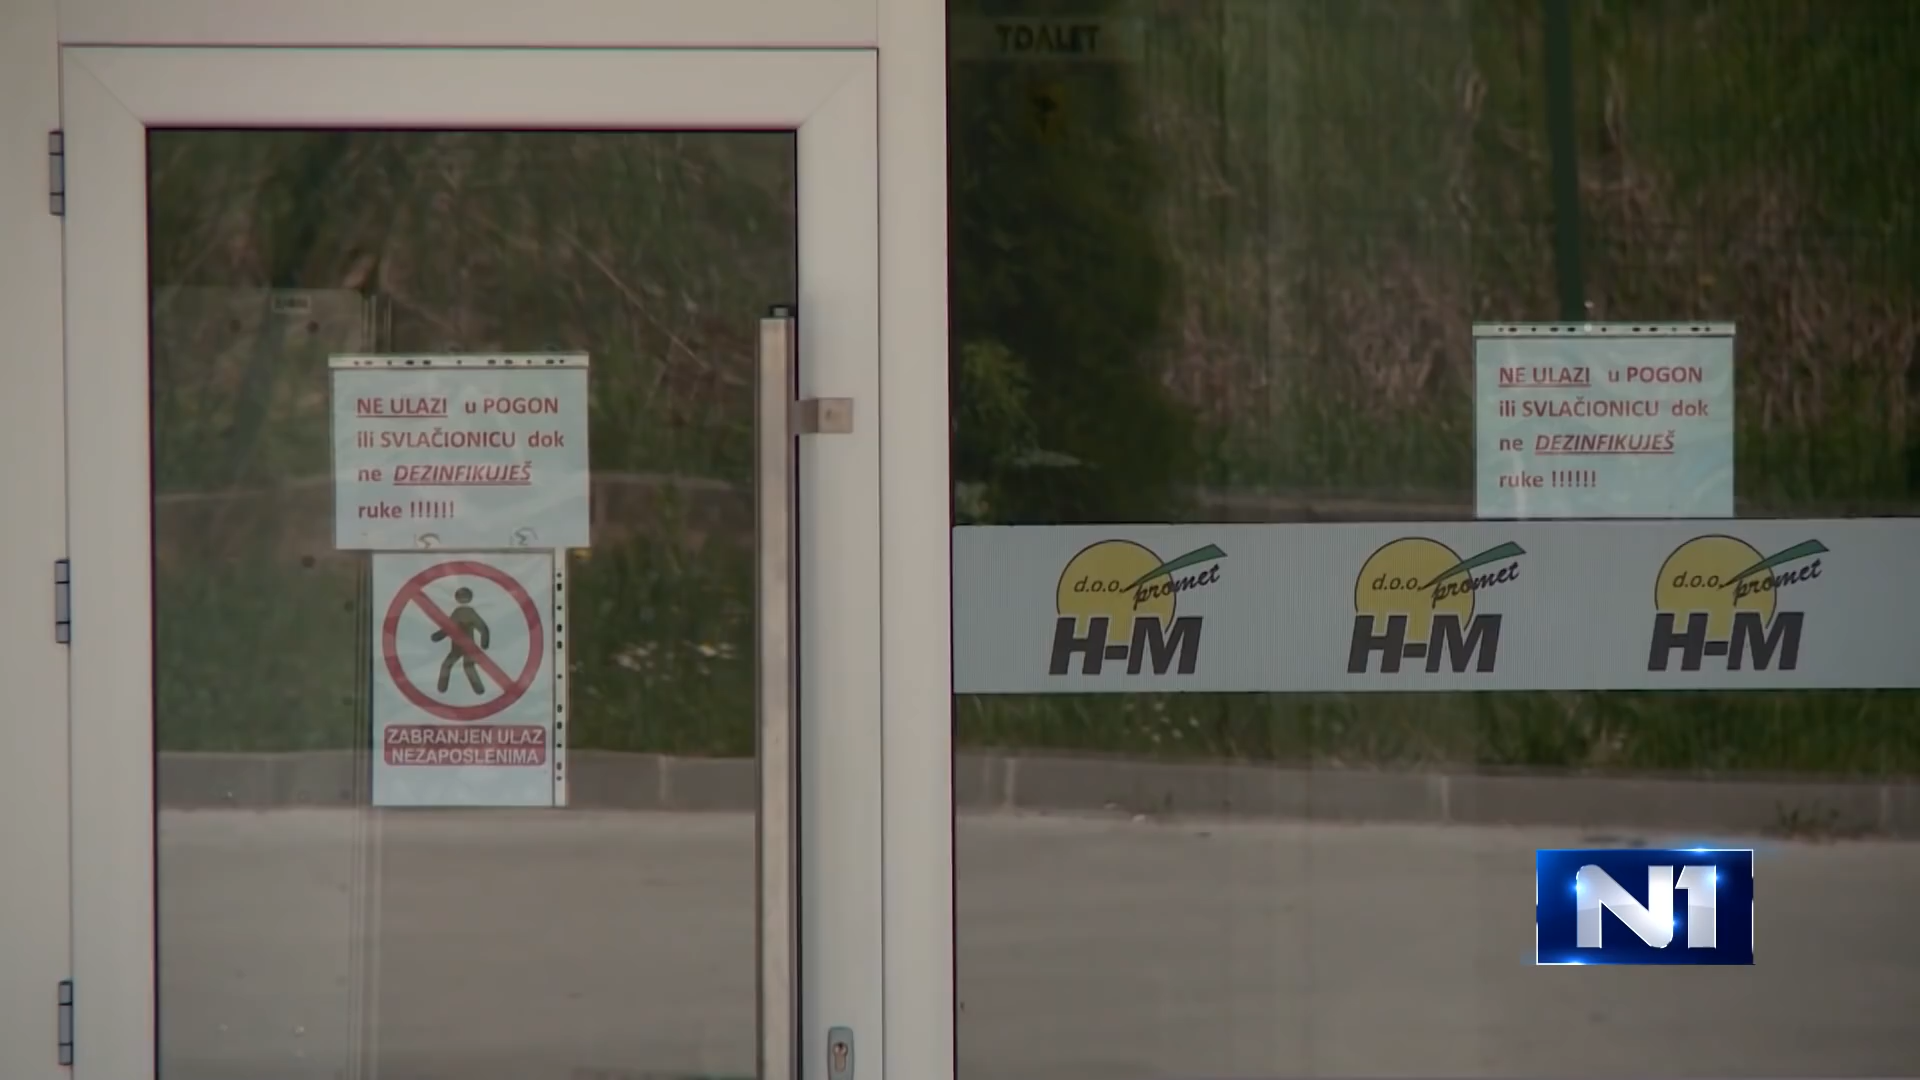 TOALET
NE ULAZI u POGON
ili SVLAČIONICU dok
ne DEZINFIKUJEŠ
ruke !!!!!!
ZABRANJEN ULAZ
NEZAPOSLENIMA
NE ULAZI u POGON
ili SVLAČIONICU dok
ne DEZINFIKUJEŠ
ruke !!!!!!
d.o.o. promet
H-M
d.o.o. promet
H-M
d.o.o. promet
H-M
N1